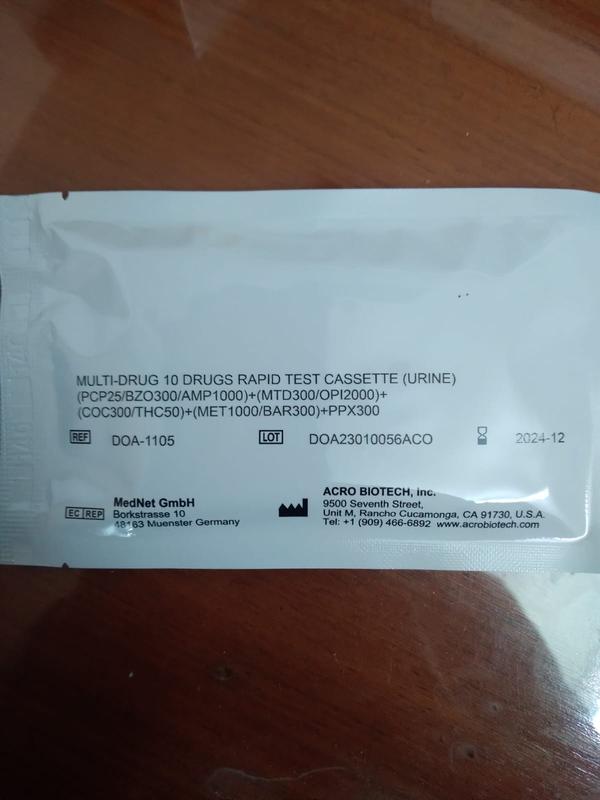 MULTI-DRUG 10 DRUGS RAPID TEST CASSETTE (URINE)
(PCP25/BZO300/AMP1000)+(MTD300/OPI2000)+
(COC300/THC50)+(MET1000/BAR300)+PPX300
REF DOA-1105 LOT DOA23010056ACO 2024-12
EC REP MedNet GmbH
Borkstrasse 10
48163 Muenster Germany
ACRO BIOTECH, Inc.
9500 Seventh Street,
Unit M, Rancho Cucamonga, CA 91730, U.S.A.
Tel: +1 (909) 466-6892 www.acrobiotech.com